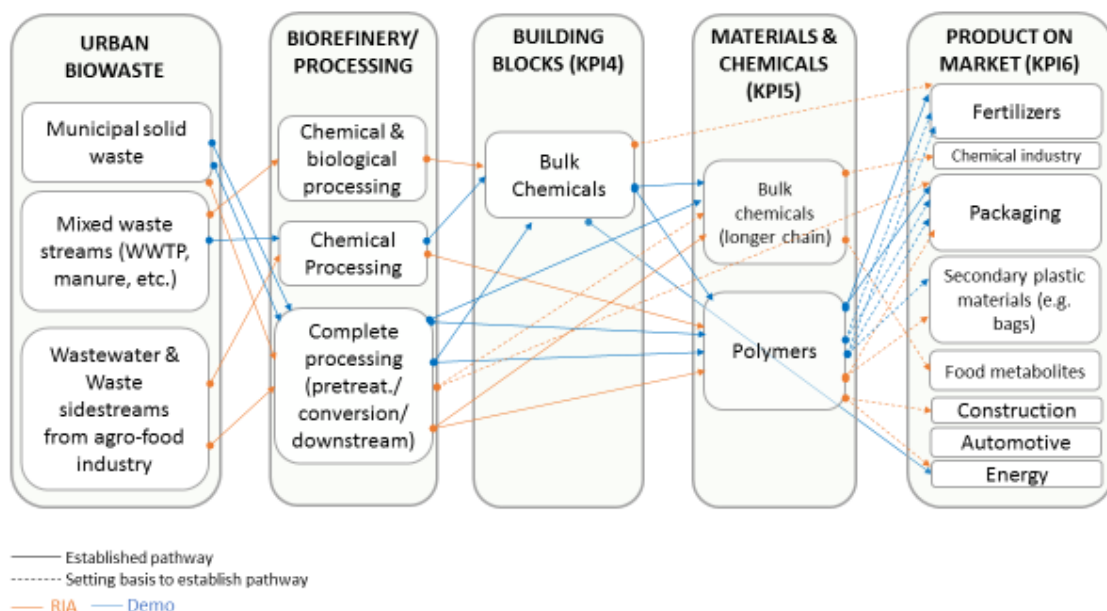 URBAN
BIOWASTE
Municipal solid
waste
Mixed waste
streams (WWTP,
manure, etc.)
Wastewater &
Waste
sidestreams
from agro-food
industry
BIOREFINERY/
PROCESSING
Chemical &
biological
processing
Chemical
Processing
Complete
processing
(pretreat./
conversion/
downstream)
BUILDING
BLOCKS (KPI4)
Bulk
Chemicals
MATERIALS &
CHEMICALS
(KPI5)
Bulk
chemicals
(longer chain)
Polymers
PRODUCT ON
MARKET (KPI6)
Fertilizers
Chemical industry
Packaging
Secondary plastic
materials (e.g.
bags)
Food metabolites
Construction
Automotive
Energy
Established pathway
Setting basis to establish pathway
RIA Demo